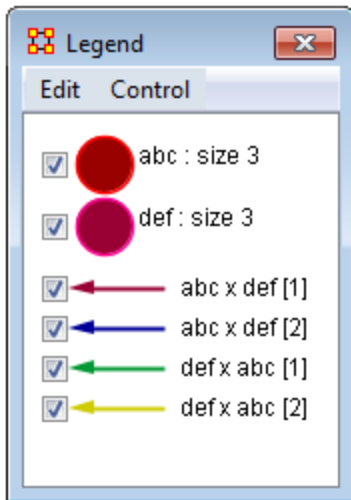 Legend
Edit Control
abc : size 3
def : size 3
abc x def [1]
abc x def [2]
def x abc [1]
def x abc [2]